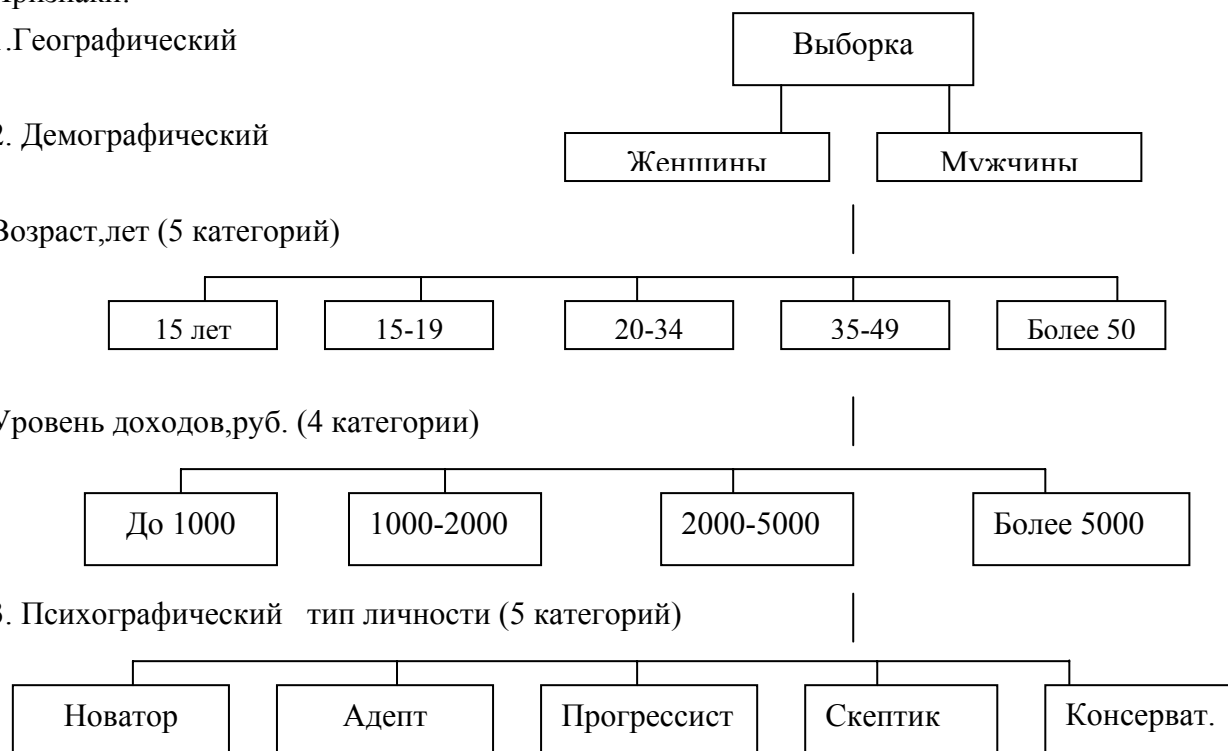 1.Географический
Выборка
2. Демографический
Женщины
Мужчины
Возраст,лет (5 категорий)
15 лет
15-19
20-34
35-49
Более 50
Уровень доходов,руб. (4 категории)
До 1000
1000-2000
2000-5000
Более 5000
3. Психографический тип личности (5 категорий)
Новатор
Адепт
Прогрессист
Скептик
Консерват.